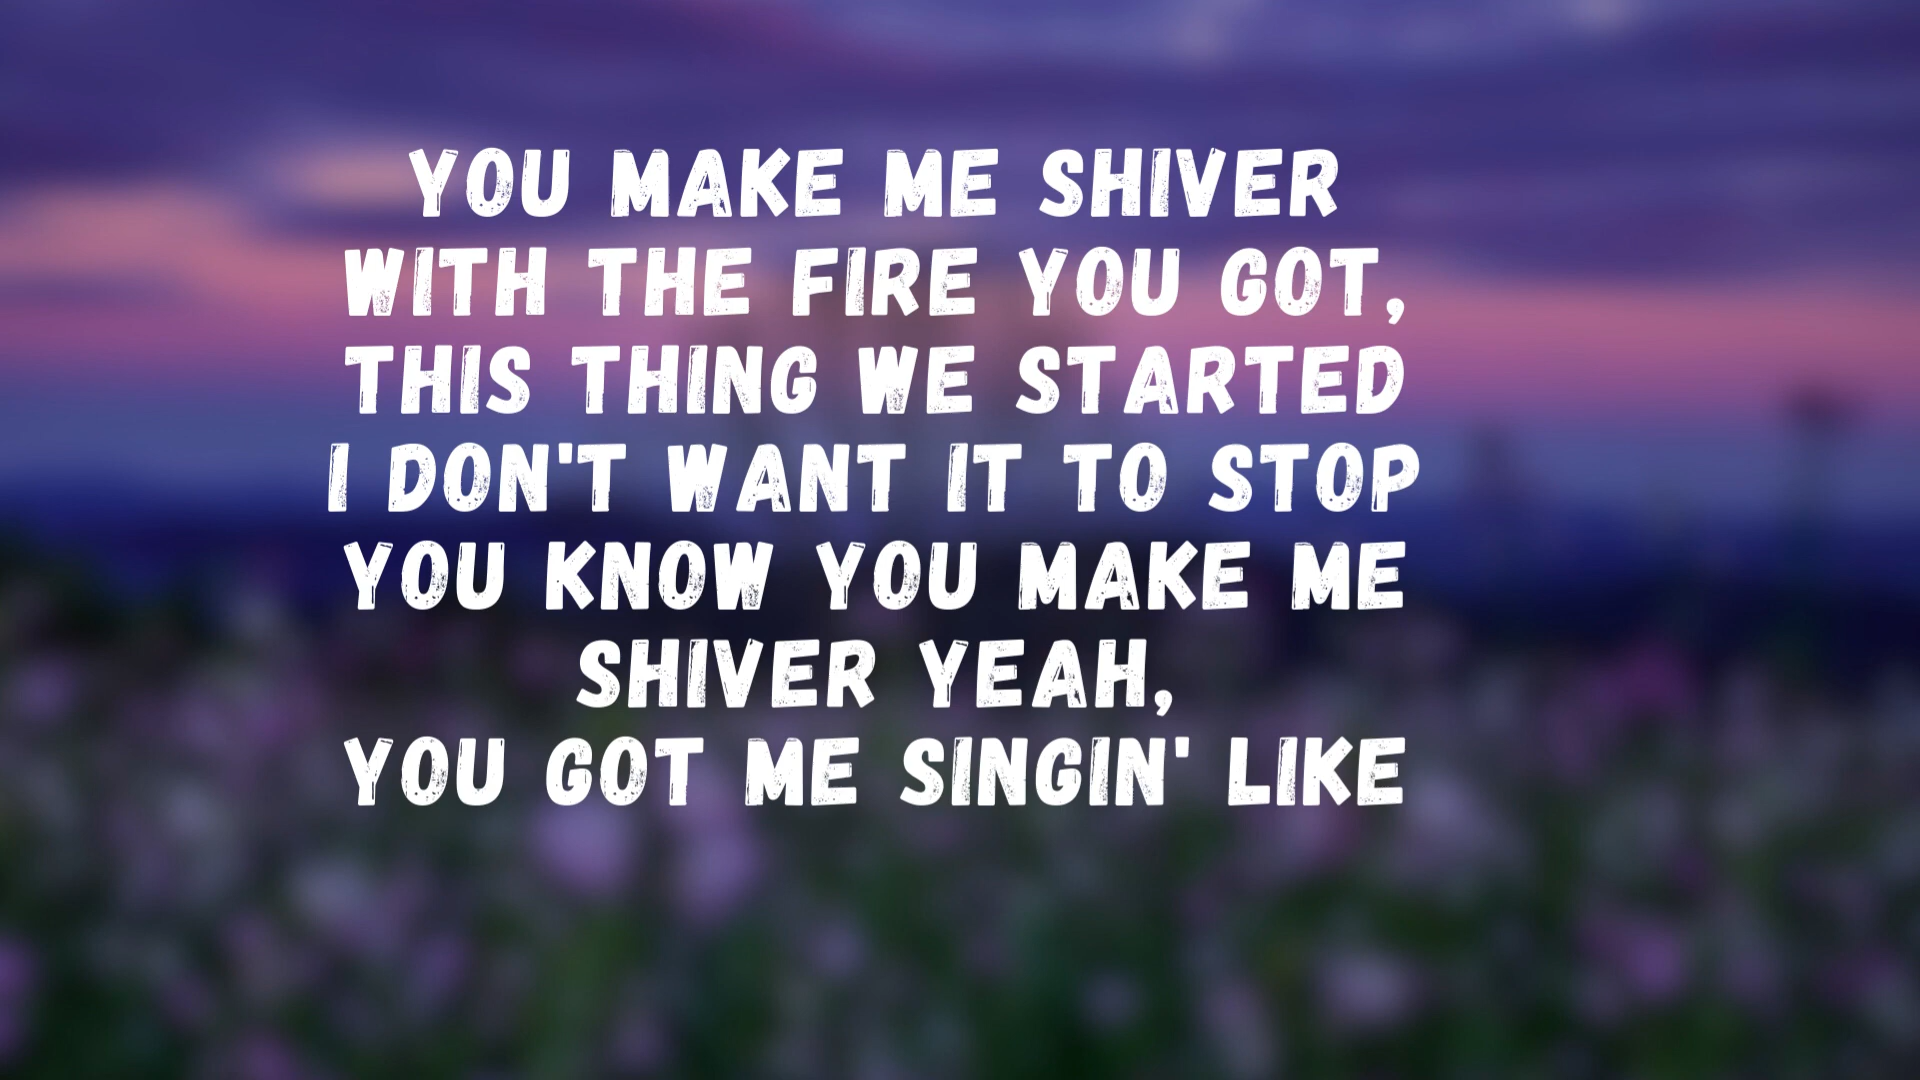 YOU MAKE ME SHIVER
WITH THE FIRE YOU GOT,
THIS THING WE STARTED
I DON'T WANT IT TO STOP
YOU KNOW YOU MAKE ME
SHIVER YEAH,
YOU GOT ME SINGIN' LIKE